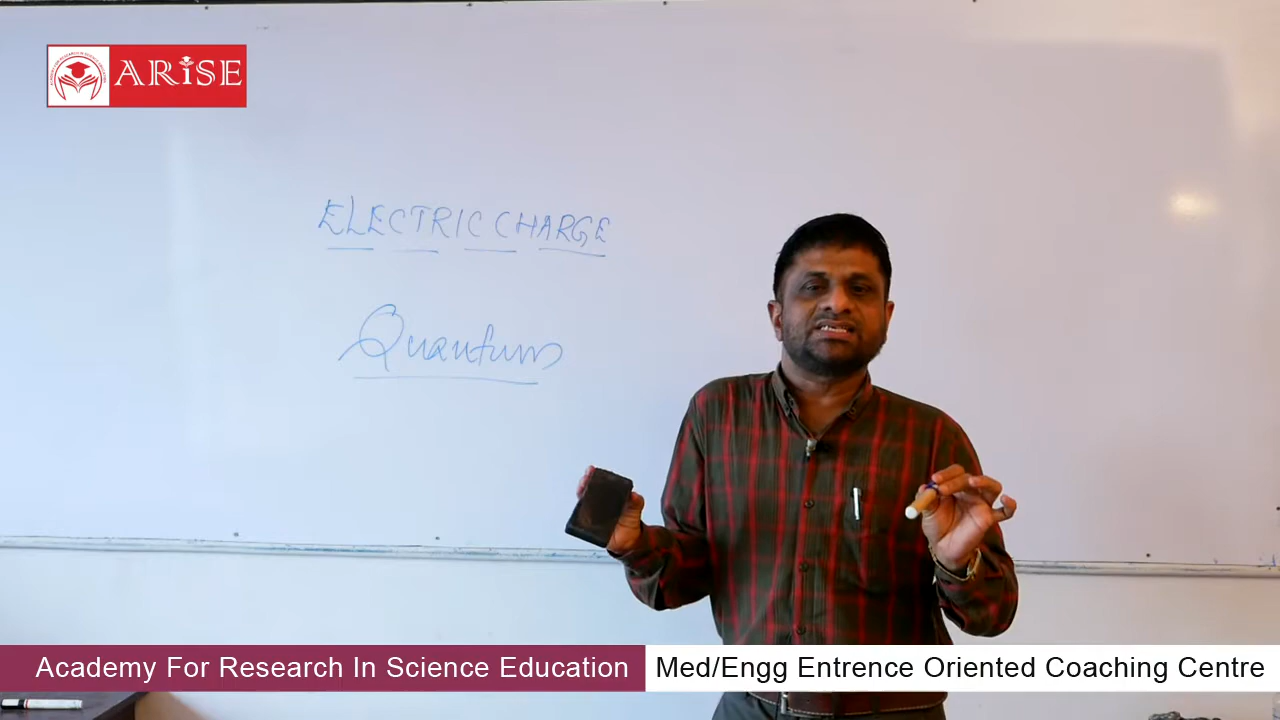 ARiSE
ELECTRIC CHARGE
Quantum
Academy For Research In Science Education
Med/Engg Entrence Oriented Coaching Centre